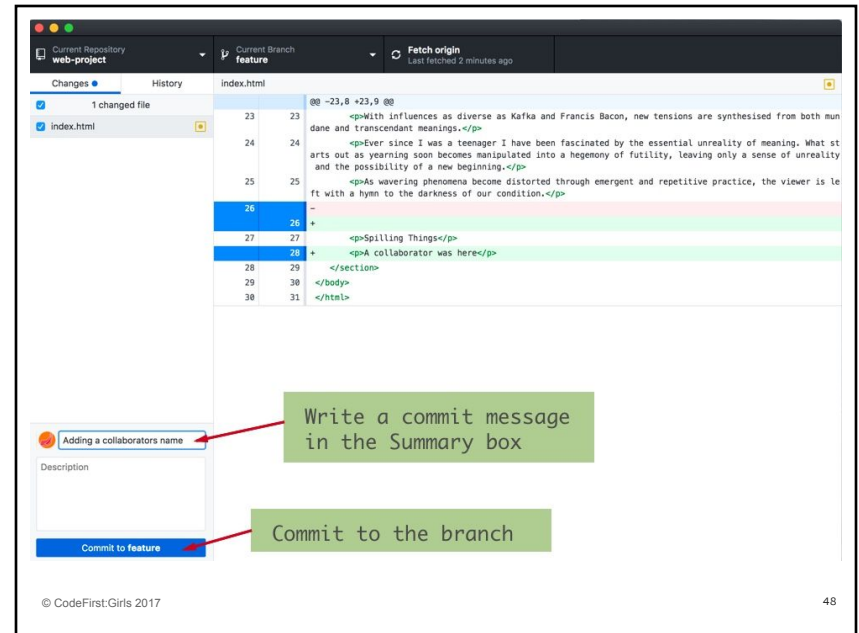 Current Repository
web-project
Current Branch
feature
Fetch origin
Last fetched 2 minutes ago
Changes
History
index.html
1 changed file
index.html
@@ -23,8 +23,9 @@
23 23 <p>With influences as diverse as Kafka and Francis Bacon, new tensions are synthesised from both mun
dane and transcendant meanings.</p>
24 24 <p>Ever since I was a teenager I have been fascinated by the essential unreality of meaning. What st
arts out as yearning soon becomes manipulated into a hegemony of futility, leaving only a sense of unreality
and the possibility of a new beginning.</p>
25 25 <p>As wavering phenomena become distorted through emergent and repetitive practice, the viewer is le
ft with a hymn to the darkness of our condition.</p>
26 -
26 +
27 27 <p>Spilling Things</p>
28 + <p>A collaborator was here</p>
28 29 </section>
29 30 </body>
30 31 </html>
Write a commit message
in the Summary box
Adding a collaborators name
Description
Commit to the branch
Commit to feature
© CodeFirst:Girls 2017
48